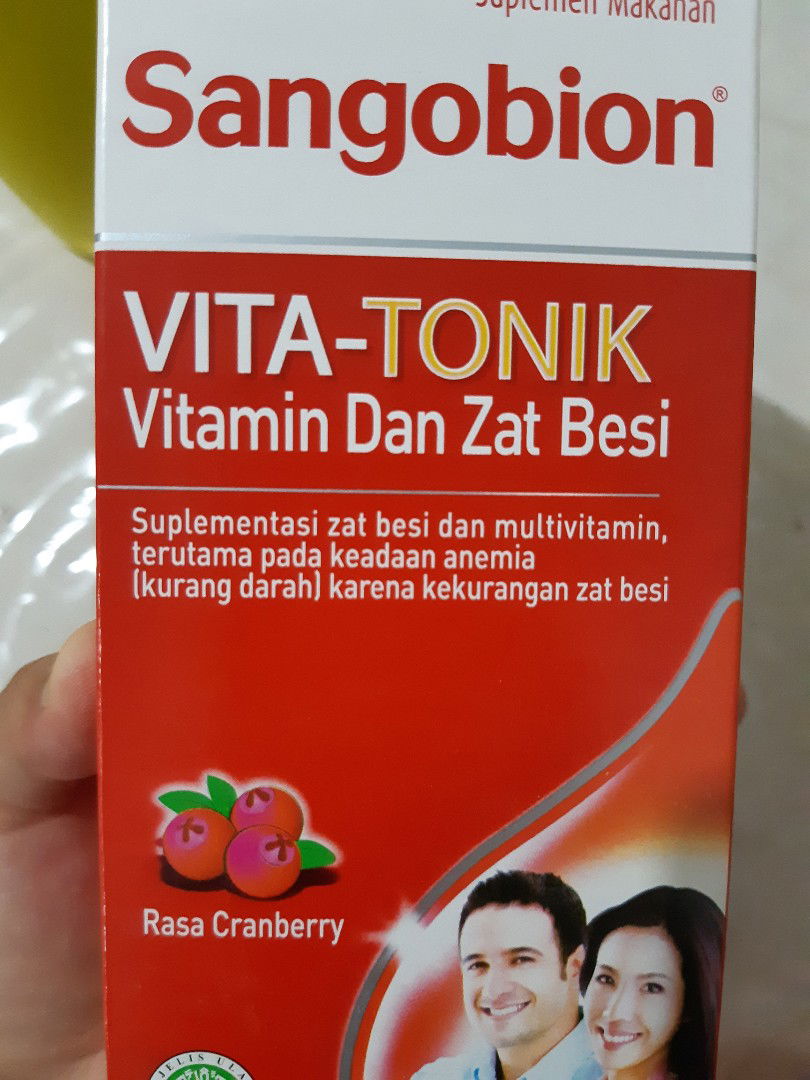 Suplemen Makanan
Sangobion®
VITA-TONIK
Vitamin Dan Zat Besi
Suplementasi zat besi dan multivitamin,
terutama pada keadaan anemia
(kurang darah) karena kekurangan zat besi
Rasa Cranberry